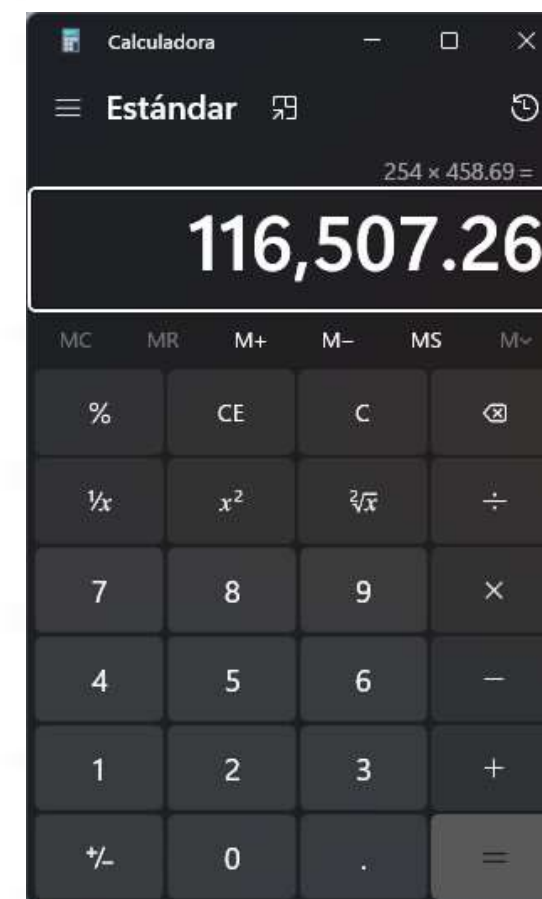 Calculadora
Estándar
254 × 458.69 =
116,507.26
MC MR M+ M− MS M
% CE C
¹⁄x x² ²√x ÷
7 8 9 ×
4 5 6 −
1 2 3 +
+/− 0 . =